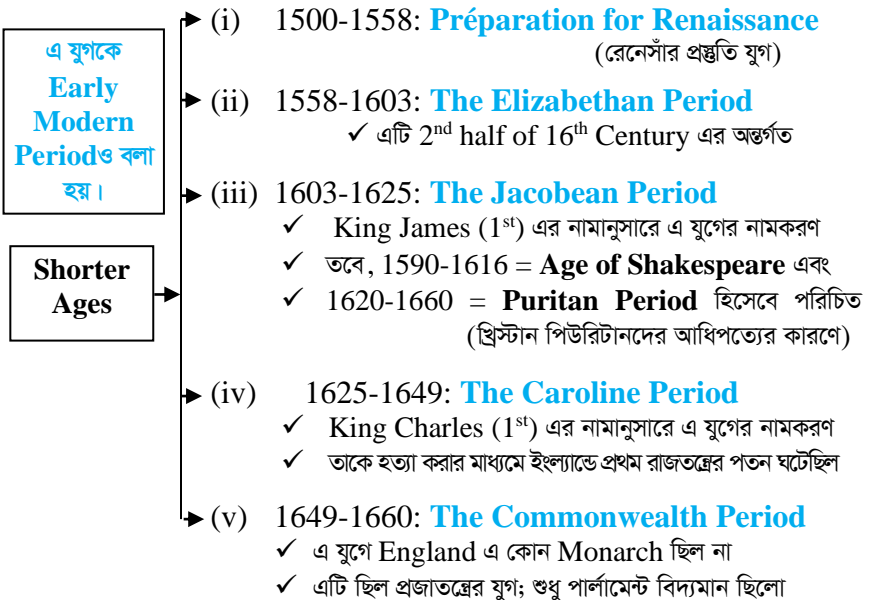 এ যুগকে
Early
Modern
Periodও বলা
হয়।
Shorter
Ages
(i) 1500-1558: Préparation for Renaissance
(রেনেসাঁর প্রস্তুতি যুগ)
(ii) 1558-1603: The Elizabethan Period
✓ এটি 2nd half of 16th Century এর অন্তর্গত
(iii) 1603-1625: The Jacobean Period
✓ King James (1st) এর নামানুসারে এ যুগের নামকরণ
✓ তবে, 1590-1616 = Age of Shakespeare এবং
✓ 1620-1660 = Puritan Period হিসেবে পরিচিত
(খ্রিস্টান পিউরিটানদের আধিপত্যের কারণে)
(iv) 1625-1649: The Caroline Period
✓ King Charles (1st) এর নামানুসারে এ যুগের নামকরণ
✓ তাকে হত্যা করার মাধ্যমে ইংল্যান্ডে প্রথম রাজতন্ত্রের পতন ঘটেছিল
(v) 1649-1660: The Commonwealth Period
✓ এ যুগে England এ কোন Monarch ছিল না
✓ এটি ছিল প্রজাতন্ত্রের যুগ; শুধু পার্লামেন্ট বিদ্যমান ছিলো